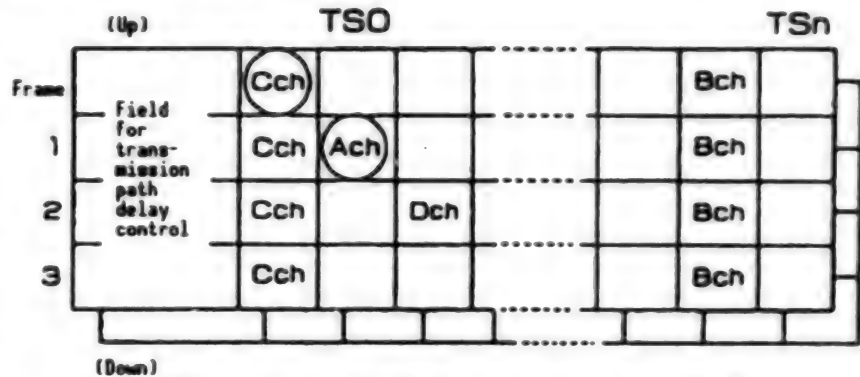 (Up) TS0 TSn
Cch Bch
Frame
Field
for
trans-
mission
path
delay
control
1 Cch Ach Bch
2 Cch Dch Bch
3 Cch Bch
(Down)